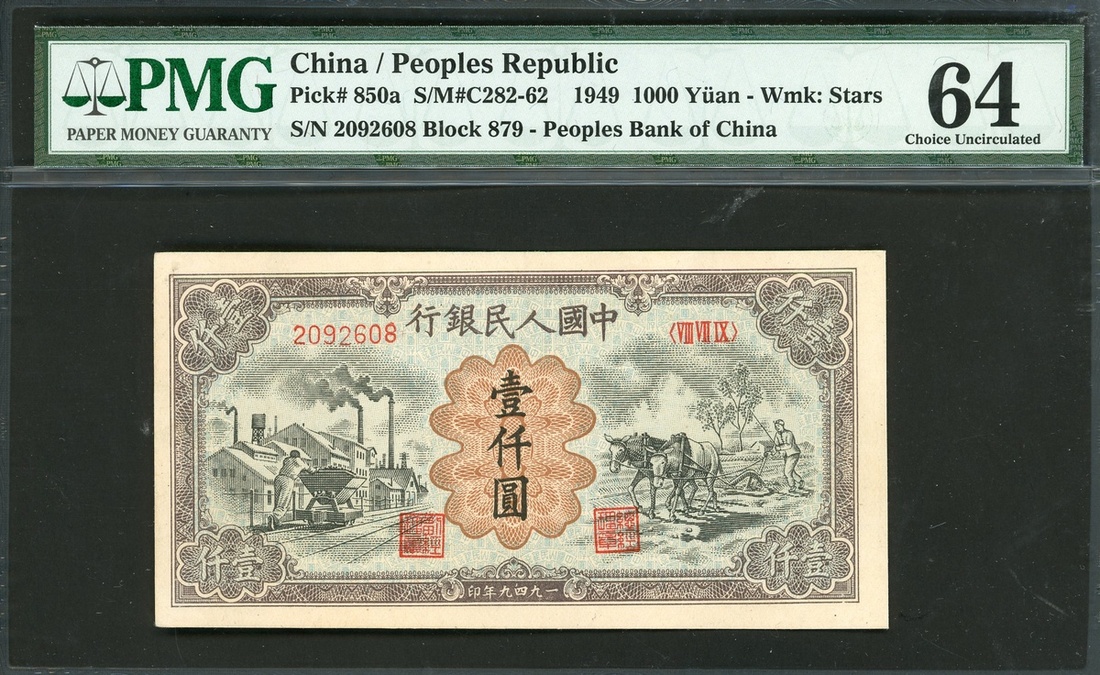 PMG
PAPER MONEY GUARANTY
China / Peoples Republic
Pick# 850a S/M#C282-62 1949 1000 Yüan - Wmk: Stars
S/N 2092608 Block 879 - Peoples Bank of China
64
Choice Uncirculated
行銀民人國中
2092608
〈VIII VII IX〉
壹仟
壹仟圓
仟壹
壹仟
印年九四九一